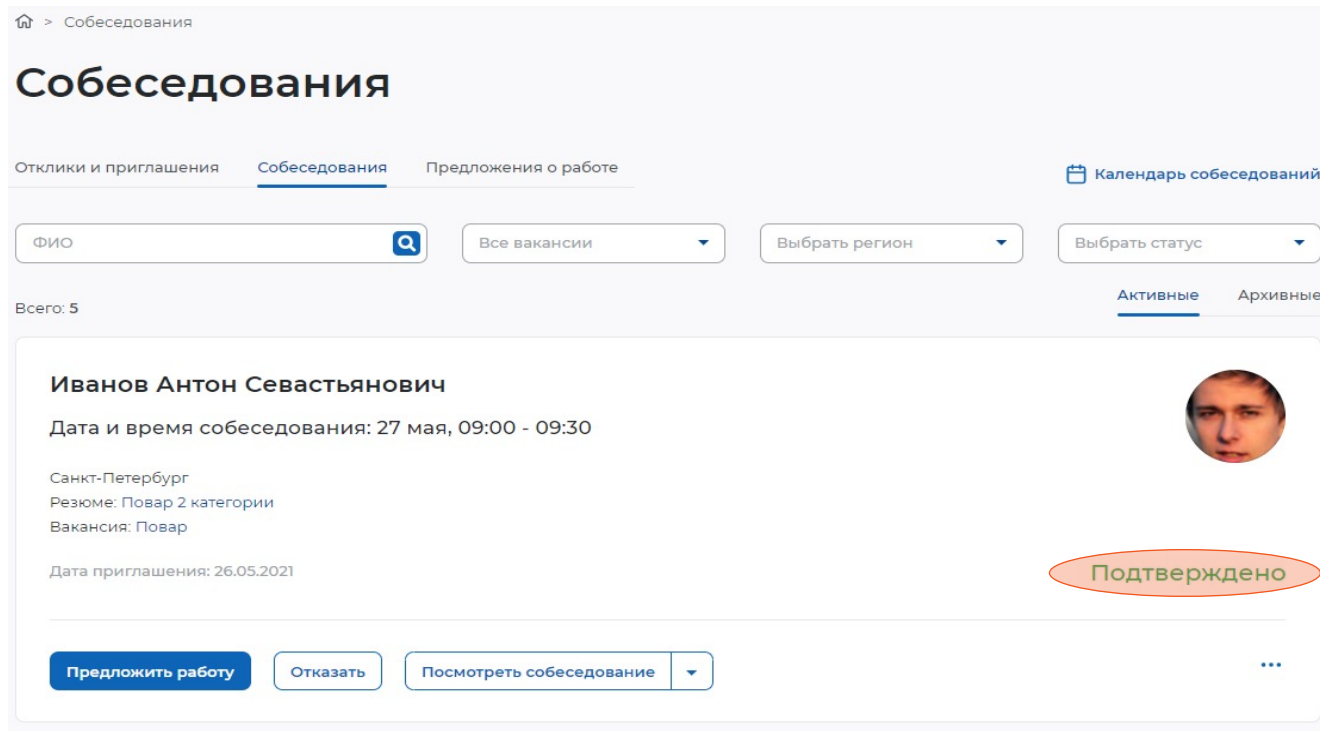 > Собеседования
Собеседования
Отклики и приглашения Собеседования Предложения о работе
Календарь собеседований
ФИО Все вакансии Выбрать регион Выбрать статус
Всего: 5
Активные Архивные
Иванов Антон Севастьянович
Дата и время собеседования: 27 мая, 09:00 - 09:30
Санкт-Петербург
Резюме: Повар 2 категории
Вакансия: Повар
Дата приглашения: 26.05.2021
Подтверждено
Предложить работу Отказать Посмотреть собеседование ...